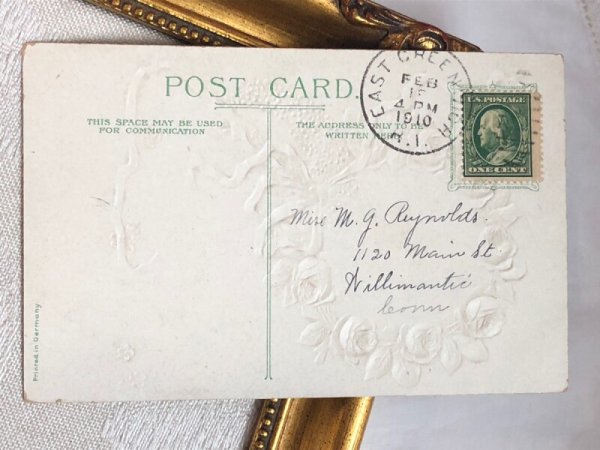 POST CARD.
THIS SPACE MAY BE USED
FOR COMMUNICATION
THE ADDRESS ONLY TO BE
WRITTEN HERE
EAST GREENWICH
FEB
4 PM
1910
R.I.
U.S. POSTAGE
ONE CENT
Miss M. G. Reynolds.
1120 Main St.
Willimantic
Conn
Printed in Germany